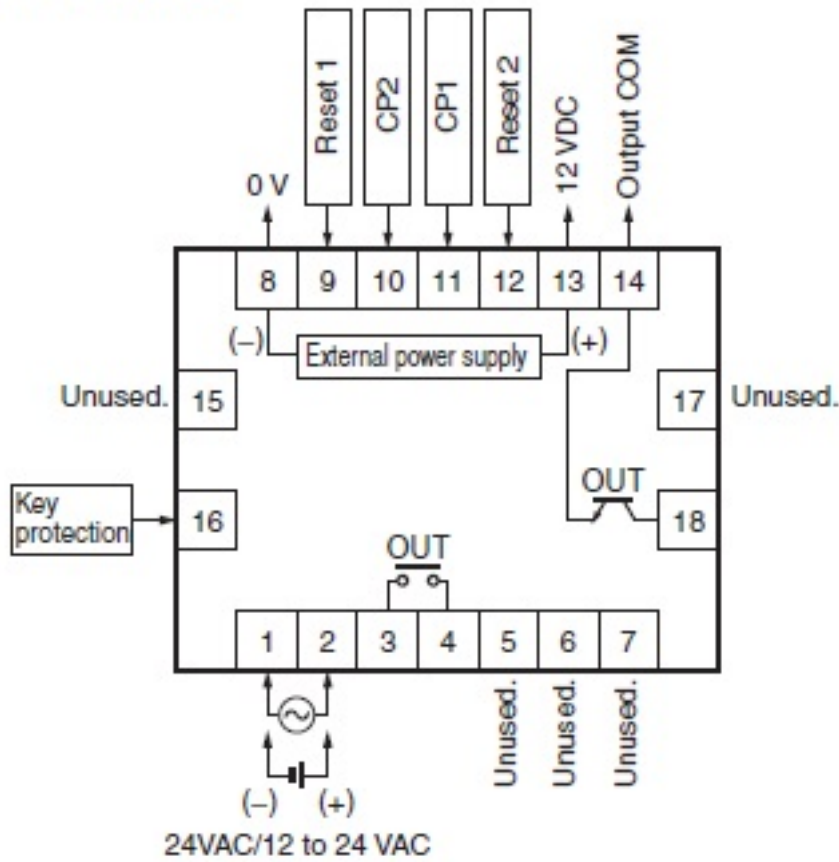 Reset 1
CP2
CP1
Reset 2
12 VDC
Output COM
0 V
8 9 10 11 12 13 14
(–) External power supply (+)
Unused. 15
17 Unused.
Key
protection
16
OUT
18
OUT
1 2 3 4 5 6 7
Unused.
Unused.
Unused.
(–) (+)
24VAC/12 to 24 VAC